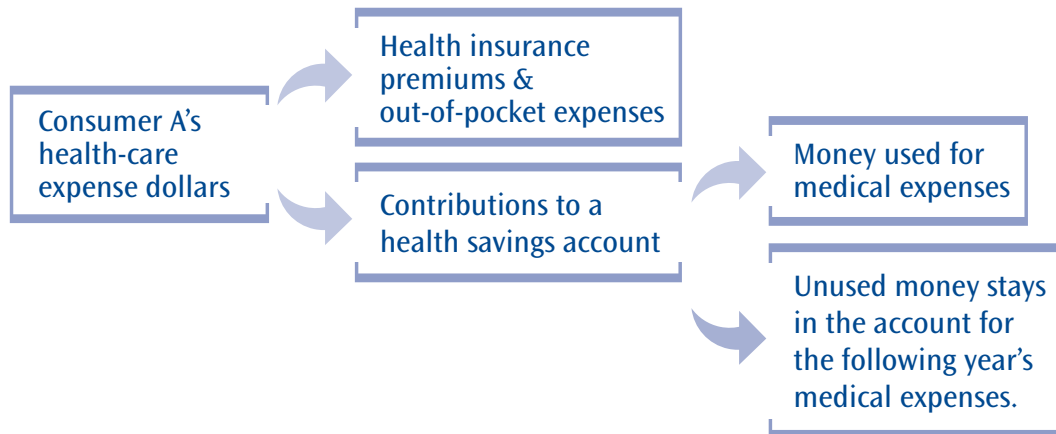 Consumer A’s
health-care
expense dollars
Health insurance
premiums &
out-of-pocket expenses
Contributions to a
health savings account
Money used for
medical expenses
Unused money stays
in the account for
the following year’s
medical expenses.